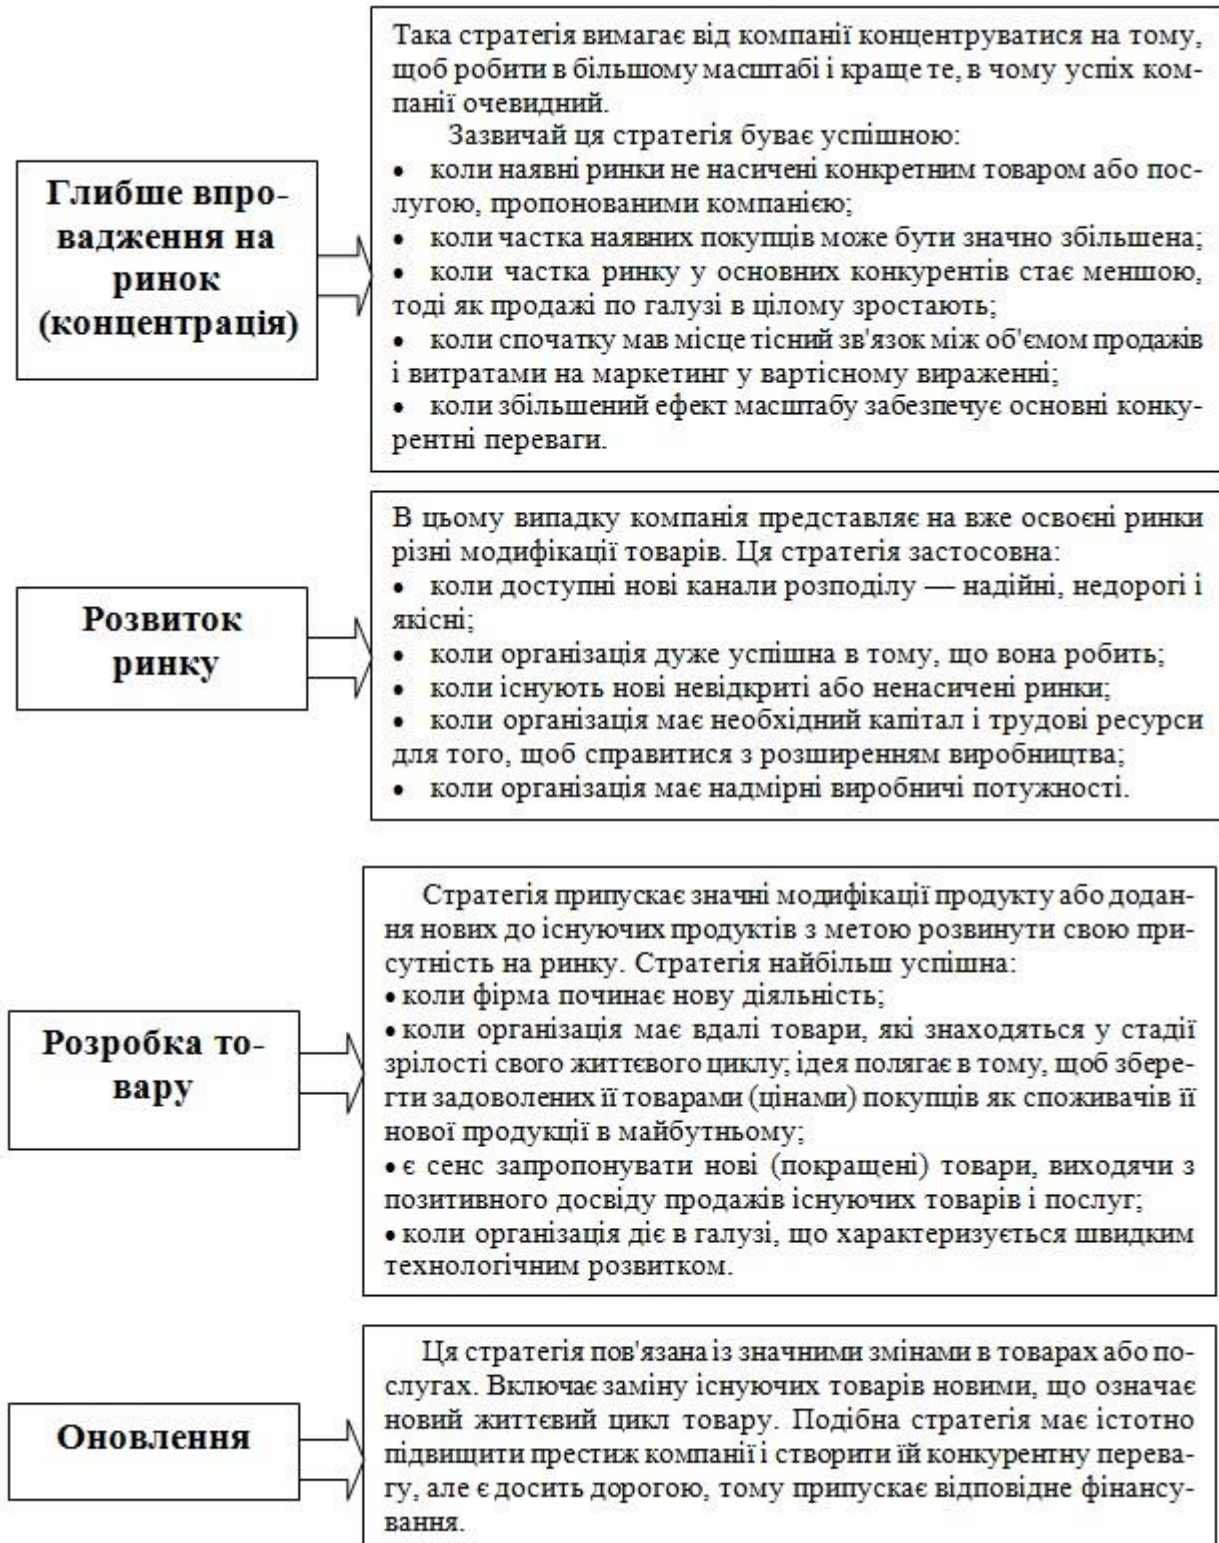 Глибше впро-
вадження на
ринок
(концентрація)
Така стратегія вимагає від компанії концентруватися на тому,
щоб робити в більшому масштабі і краще те, в чому успіх ком-
панії очевидний.
Зазвичай ця стратегія буває успішною:
• коли наявні ринки не насичені конкретним товаром або пос-
лугою, пропонованими компанією;
• коли частка наявних покупців може бути значно збільшена;
• коли частка ринку у основних конкурентів стає меншою,
тоді як продажі по галузі в цілому зростають;
• коли спочатку мав місце тісний зв'язок між об'ємом продажів
і витратами на маркетинг у вартісному вираженні;
• коли збільшений ефект масштабу забезпечує основні конку-
рентні переваги.
Розвиток
ринку
В цьому випадку компанія представляє на вже освоєні ринки
різні модифікації товарів. Ця стратегія застосовна:
• коли доступні нові канали розподілу — надійні, недорогі і
якісні;
• коли організація дуже успішна в тому, що вона робить;
• коли існують нові невідкриті або ненасичені ринки;
• коли організація має необхідний капітал і трудові ресурси
для того, щоб справитися з розширенням виробництва;
• коли організація має надмірні виробничі потужності.
Розробка то-
вару
Стратегія припускає значні модифікації продукту або додан-
ня нових до існуючих продуктів з метою розвинути свою при-
сутність на ринку. Стратегія найбільш успішна:
• коли фірма починає нову діяльність;
• коли організація має вдалі товари, які знаходяться у стадії
зрілості свого життєвого циклу; ідея полягає в тому, щоб збере-
гти задоволених її товарами (цінами) покупців як споживачів її
нової продукції в майбутньому;
• є сенс запропонувати нові (покращені) товари, виходячи з
позитивного досвіду продажів існуючих товарів і послуг;
• коли організація діє в галузі, що характеризується швидким
технологічним розвитком.
Оновлення
Ця стратегія пов'язана із значними змінами в товарах або по-
слугах. Включає заміну існуючих товарів новими, що означає
новий життєвий цикл товару. Подібна стратегія має істотно
підвищити престиж компанії і створити їй конкурентну перева-
гу, але є досить дорогою, тому припускає відповідне фінансу-
вання.